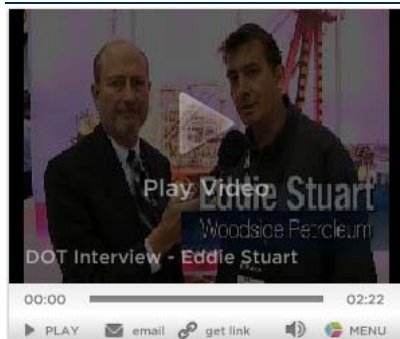 Play Video
Eddie Stuart
Woodside Petroleum
DOT Interview - Eddie Stuart
00:00 02:22
PLAY email get link MENU